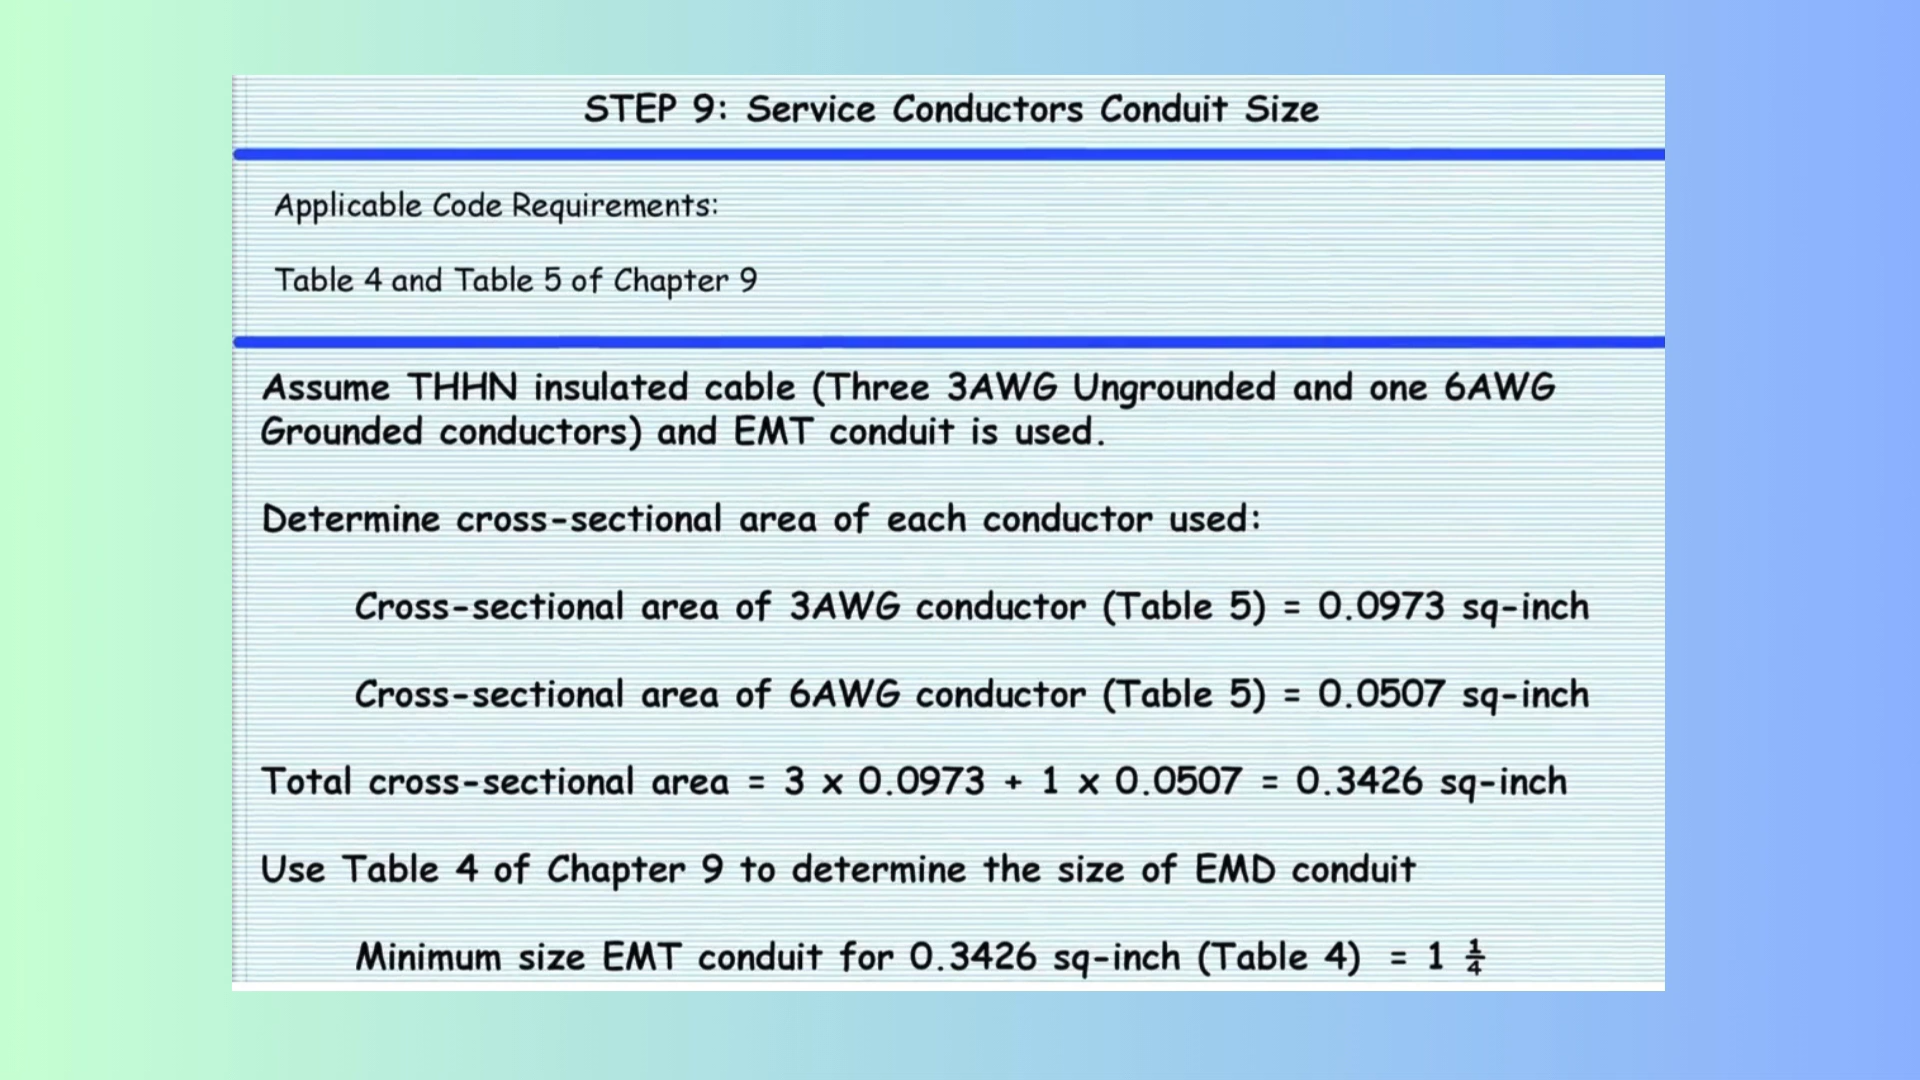 STEP 9: Service Conductors Conduit Size
Applicable Code Requirements:
Table 4 and Table 5 of Chapter 9
Assume THHN insulated cable (Three 3AWG Ungrounded and one 6AWG
Grounded conductors) and EMT conduit is used.
Determine cross-sectional area of each conductor used:
Cross-sectional area of 3AWG conductor (Table 5) = 0.0973 sq-inch
Cross-sectional area of 6AWG conductor (Table 5) = 0.0507 sq-inch
Total cross-sectional area = 3 x 0.0973 + 1 x 0.0507 = 0.3426 sq-inch
Use Table 4 of Chapter 9 to determine the size of EMD conduit
Minimum size EMT conduit for 0.3426 sq-inch (Table 4) = 1 ¼